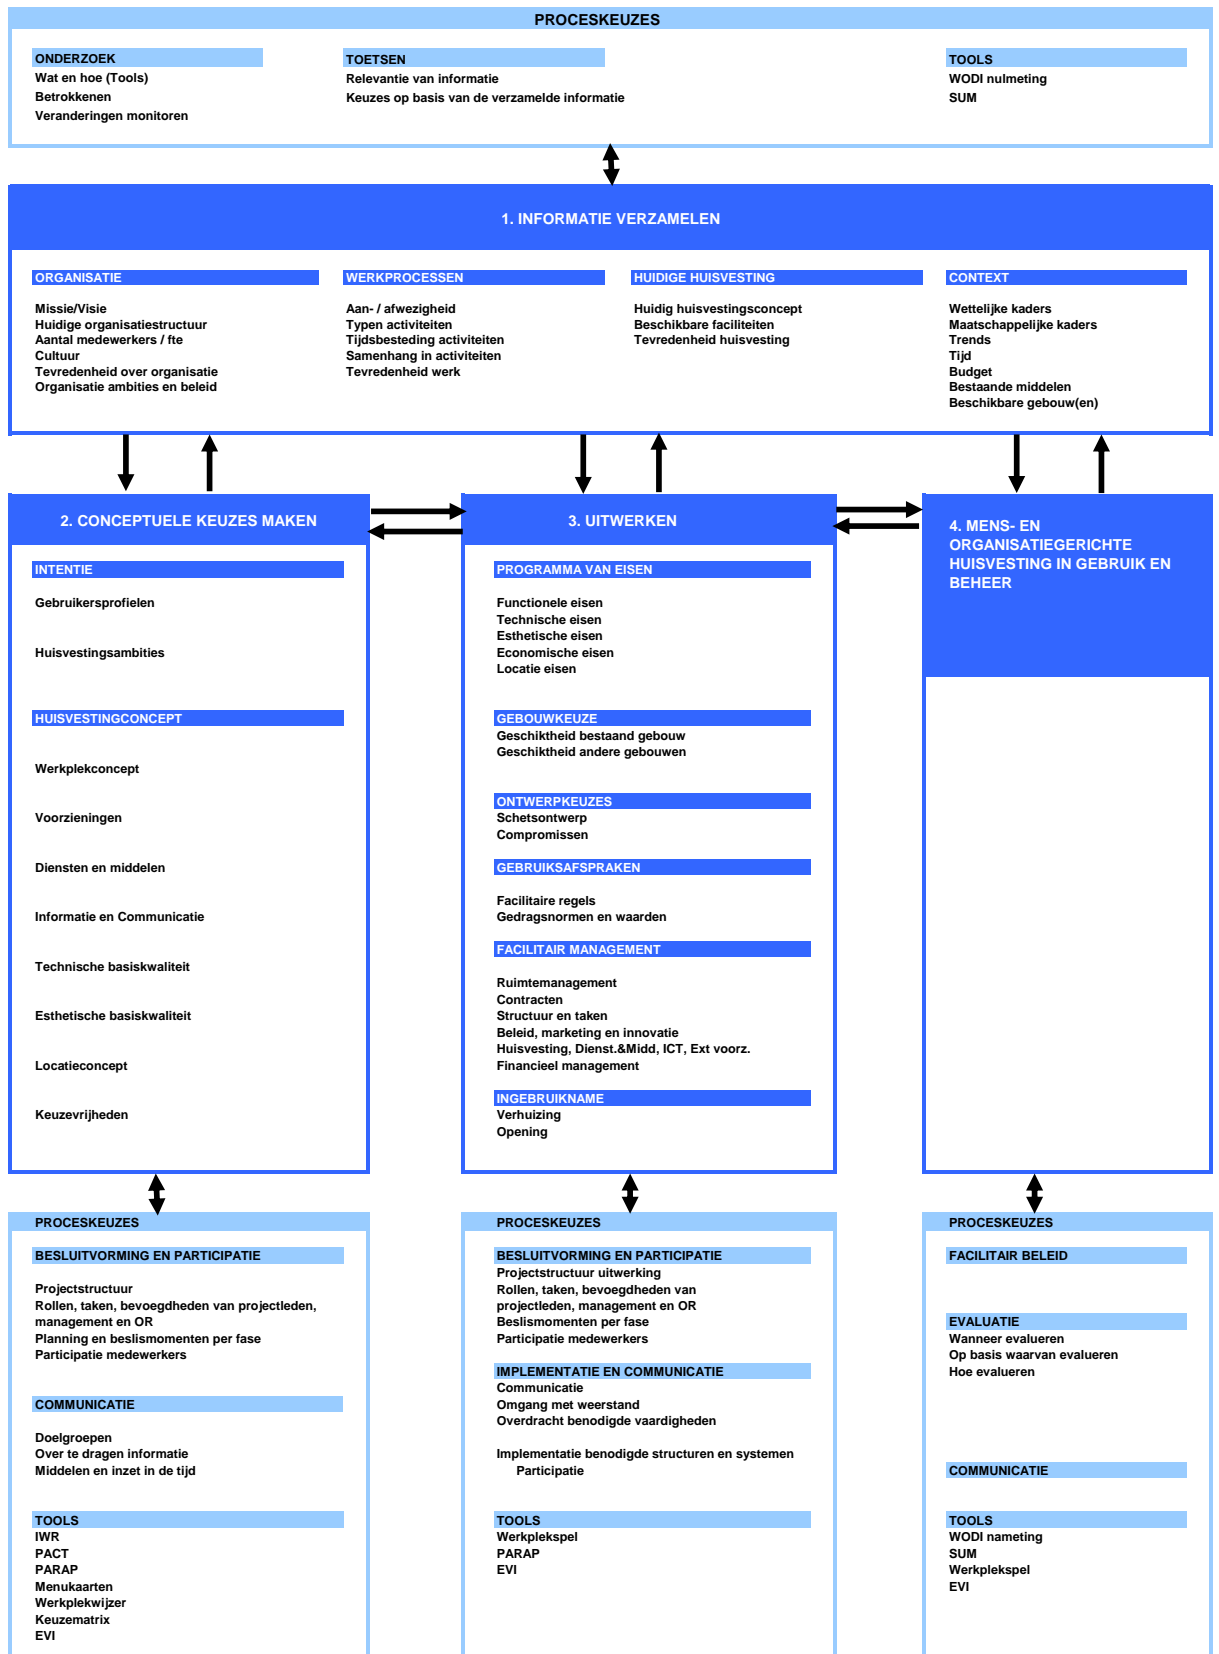 PROCESKEUZES
ONDERZOEK
Wat en hoe (Tools)
Betrokkenen
Veranderingen monitoren
TOETSEN
Relevantie van informatie
Keuzes op basis van de verzamelde informatie
TOOLS
WODI nulmeting
SUM
1. INFORMATIE VERZAMELEN
ORGANISATIE
Missie/Visie
Huidige organisatiestructuur
Aantal medewerkers / fte
Cultuur
Tevredenheid over organisatie
Organisatie ambities en beleid
WERKPROCESSEN
Aan- / afwezigheid
Typen activiteiten
Tijdsbesteding activiteiten
Samenhang in activiteiten
Tevredenheid werk
HUIDIGE HUISVESTING
Huidig huisvestingsconcept
Beschikbare faciliteiten
Tevredenheid huisvesting
CONTEXT
Wettelijke kaders
Maatschappelijke kaders
Trends
Tijd
Budget
Bestaande middelen
Beschikbare gebouw(en)
2. CONCEPTUELE KEUZES MAKEN
INTENTIE
Gebruikersprofielen
Huisvestingsambities
HUISVESTINGCONCEPT
Werkplekconcept
Voorzieningen
Diensten en middelen
Informatie en Communicatie
Technische basiskwaliteit
Esthetische basiskwaliteit
Locatieconcept
Keuzevrijheden
3. UITWERKEN
PROGRAMMA VAN EISEN
Functionele eisen
Technische eisen
Esthetische eisen
Economische eisen
Locatie eisen
GEBOUWKEUZE
Geschiktheid bestaand gebouw
Geschiktheid andere gebouwen
ONTWERPKEUZES
Schetsontwerp
Compromissen
GEBRUIKSAFSPRAKEN
Facilitaire regels
Gedragsnormen en waarden
FACILITAIR MANAGEMENT
Ruimtemanagement
Contracten
Structuur en taken
Beleid, marketing en innovatie
Huisvesting, Dienst.&Midd, ICT, Ext voorz.
Financieel management
INGEBRUIKNAME
Verhuizing
Opening
4. MENS- EN
ORGANISATIEGERICHTE
HUISVESTING IN GEBRUIK EN
BEHEER
PROCESKEUZES
BESLUITVORMING EN PARTICIPATIE
Projectstructuur
Rollen, taken, bevoegdheden van projectleden,
management en OR
Planning en beslismomenten per fase
Participatie medewerkers
COMMUNICATIE
Doelgroepen
Over te dragen informatie
Middelen en inzet in de tijd
TOOLS
IWR
PACT
PARAP
Menukaarten
Werkplekwijzer
Keuzematrix
EVI
PROCESKEUZES
BESLUITVORMING EN PARTICIPATIE
Projectstructuur uitwerking
Rollen, taken, bevoegdheden van
projectleden, management en OR
Beslismomenten per fase
Participatie medewerkers
IMPLEMENTATIE EN COMMUNICATIE
Communicatie
Omgang met weerstand
Overdracht benodigde vaardigheden
Implementatie benodigde structuren en systemen
Participatie
TOOLS
Werkplekspel
PARAP
EVI
PROCESKEUZES
FACILITAIR BELEID
EVALUATIE
Wanneer evalueren
Op basis waarvan evalueren
Hoe evalueren
COMMUNICATIE
TOOLS
WODI nameting
SUM
Werkplekspel
EVI